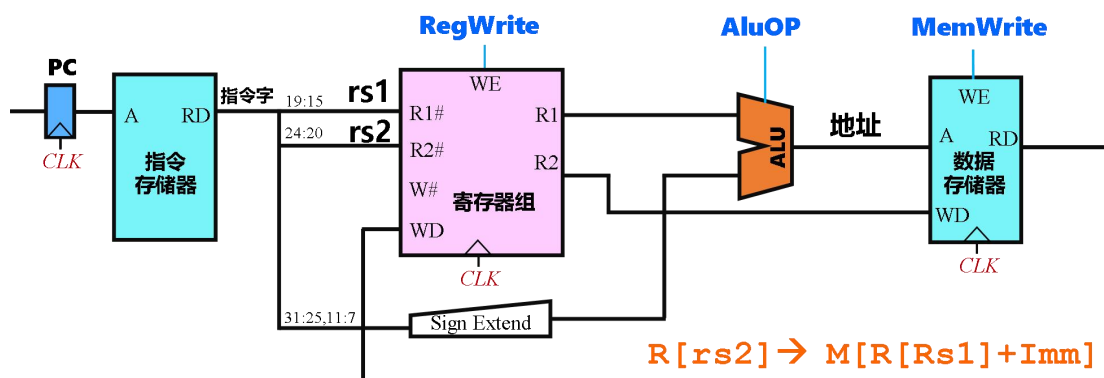 RegWrite
AluOP
MemWrite
PC
指令字
19:15
rs1
WE
WE
A
RD
R1#
R1
地址
24:20
rs2
R2#
ALU
A
RD
CLK
指令
存储器
R2
数据
存储器
W#
寄存器组
WD
WD
CLK
CLK
31:25,11:7
Sign Extend
R[rs2]→ M[R[Rs1]+Imm]